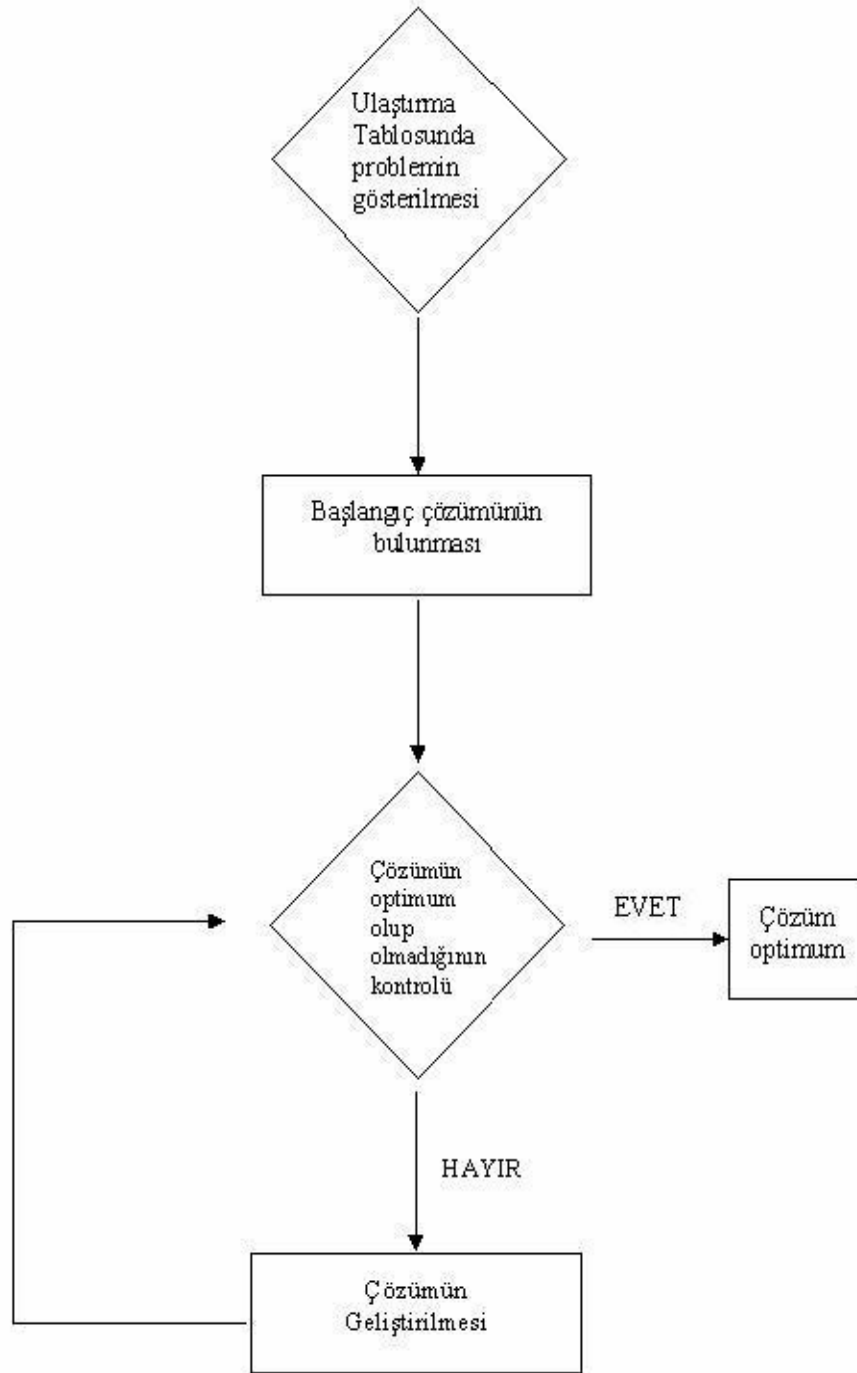 Ulaştırma
Tablosunda
problemin
gösterilmesi
Başlangıç çözümünün
bulunması
Çözümün
optimum
olup
olmadığının
kontrolü
EVET
Çözüm
optimum
HAYIR
Çözümün
Geliştirilmesi